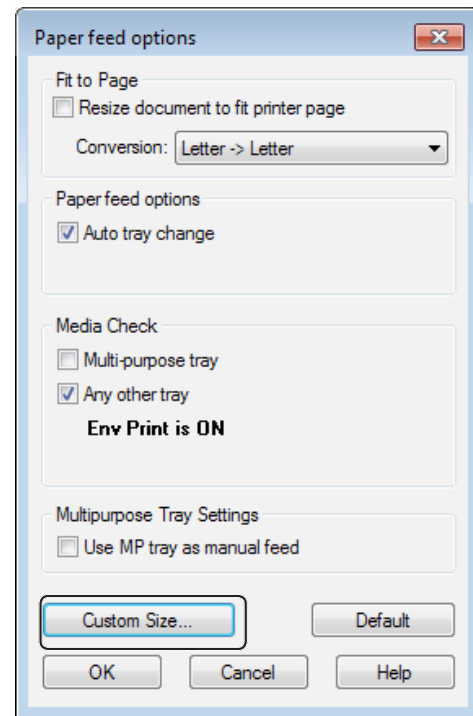 Paper feed options
Fit to Page
Resize document to fit printer page
Conversion: Letter -> Letter
Paper feed options
Auto tray change
Media Check
Multi-purpose tray
Any other tray
Env Print is ON
Multipurpose Tray Settings
Use MP tray as manual feed
Custom Size... Default
OK Cancel Help